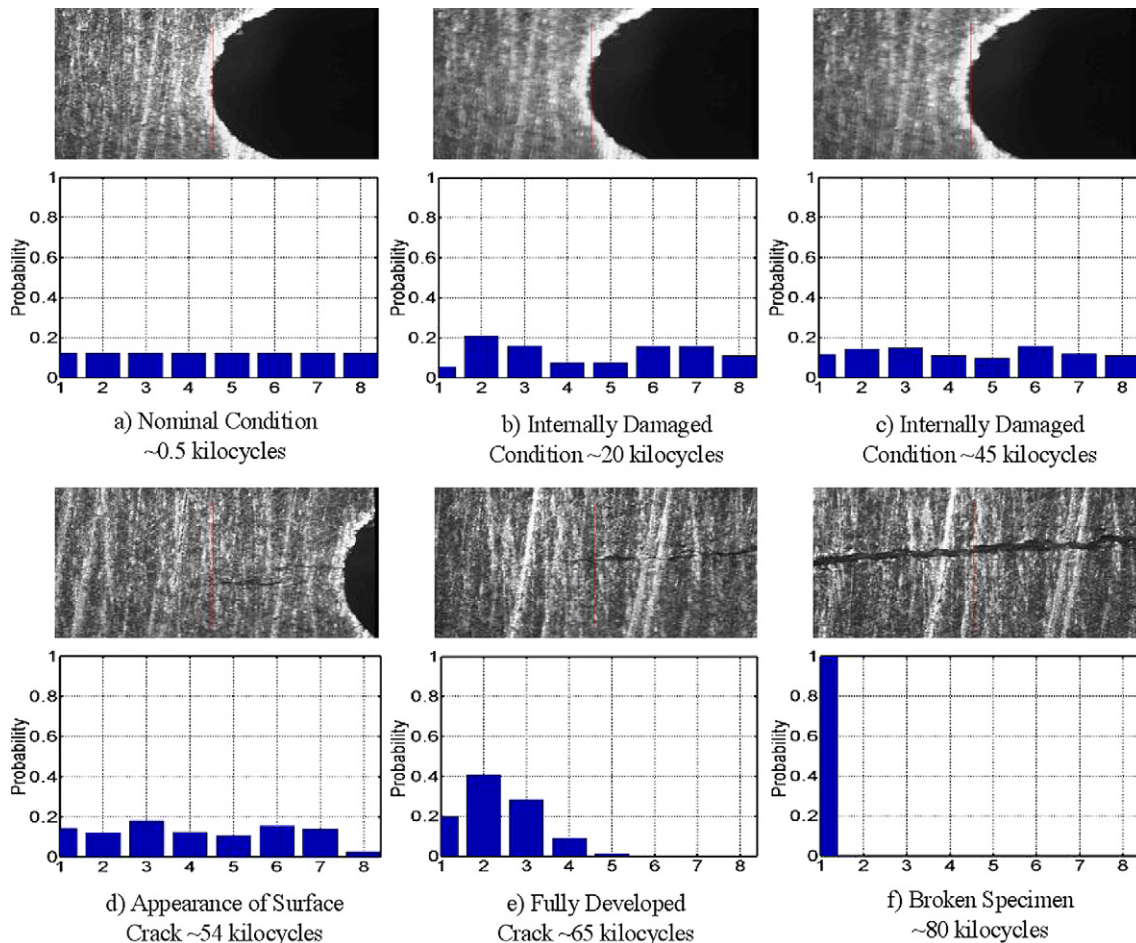 1
0.8
0.6
0.4
0.2
0
Probability
1 2 3 4 5 6 7 8
a) Nominal Condition
~0.5 kilocycles
1
0.8
0.6
0.4
0.2
0
Probability
1 2 3 4 5 6 7 8
b) Internally Damaged
Condition ~20 kilocycles
1
0.8
0.6
0.4
0.2
0
Probability
1 2 3 4 5 6 7 8
c) Internally Damaged
Condition ~45 kilocycles
1
0.8
0.6
0.4
0.2
0
Probability
1 2 3 4 5 6 7 8
d) Appearance of Surface
Crack ~54 kilocycles
1
0.8
0.6
0.4
0.2
0
Probability
1 2 3 4 5 6 7 8
e) Fully Developed
Crack ~65 kilocycles
1
0.8
0.6
0.4
0.2
0
Probability
1 2 3 4 5 6 7 8
f) Broken Specimen
~80 kilocycles